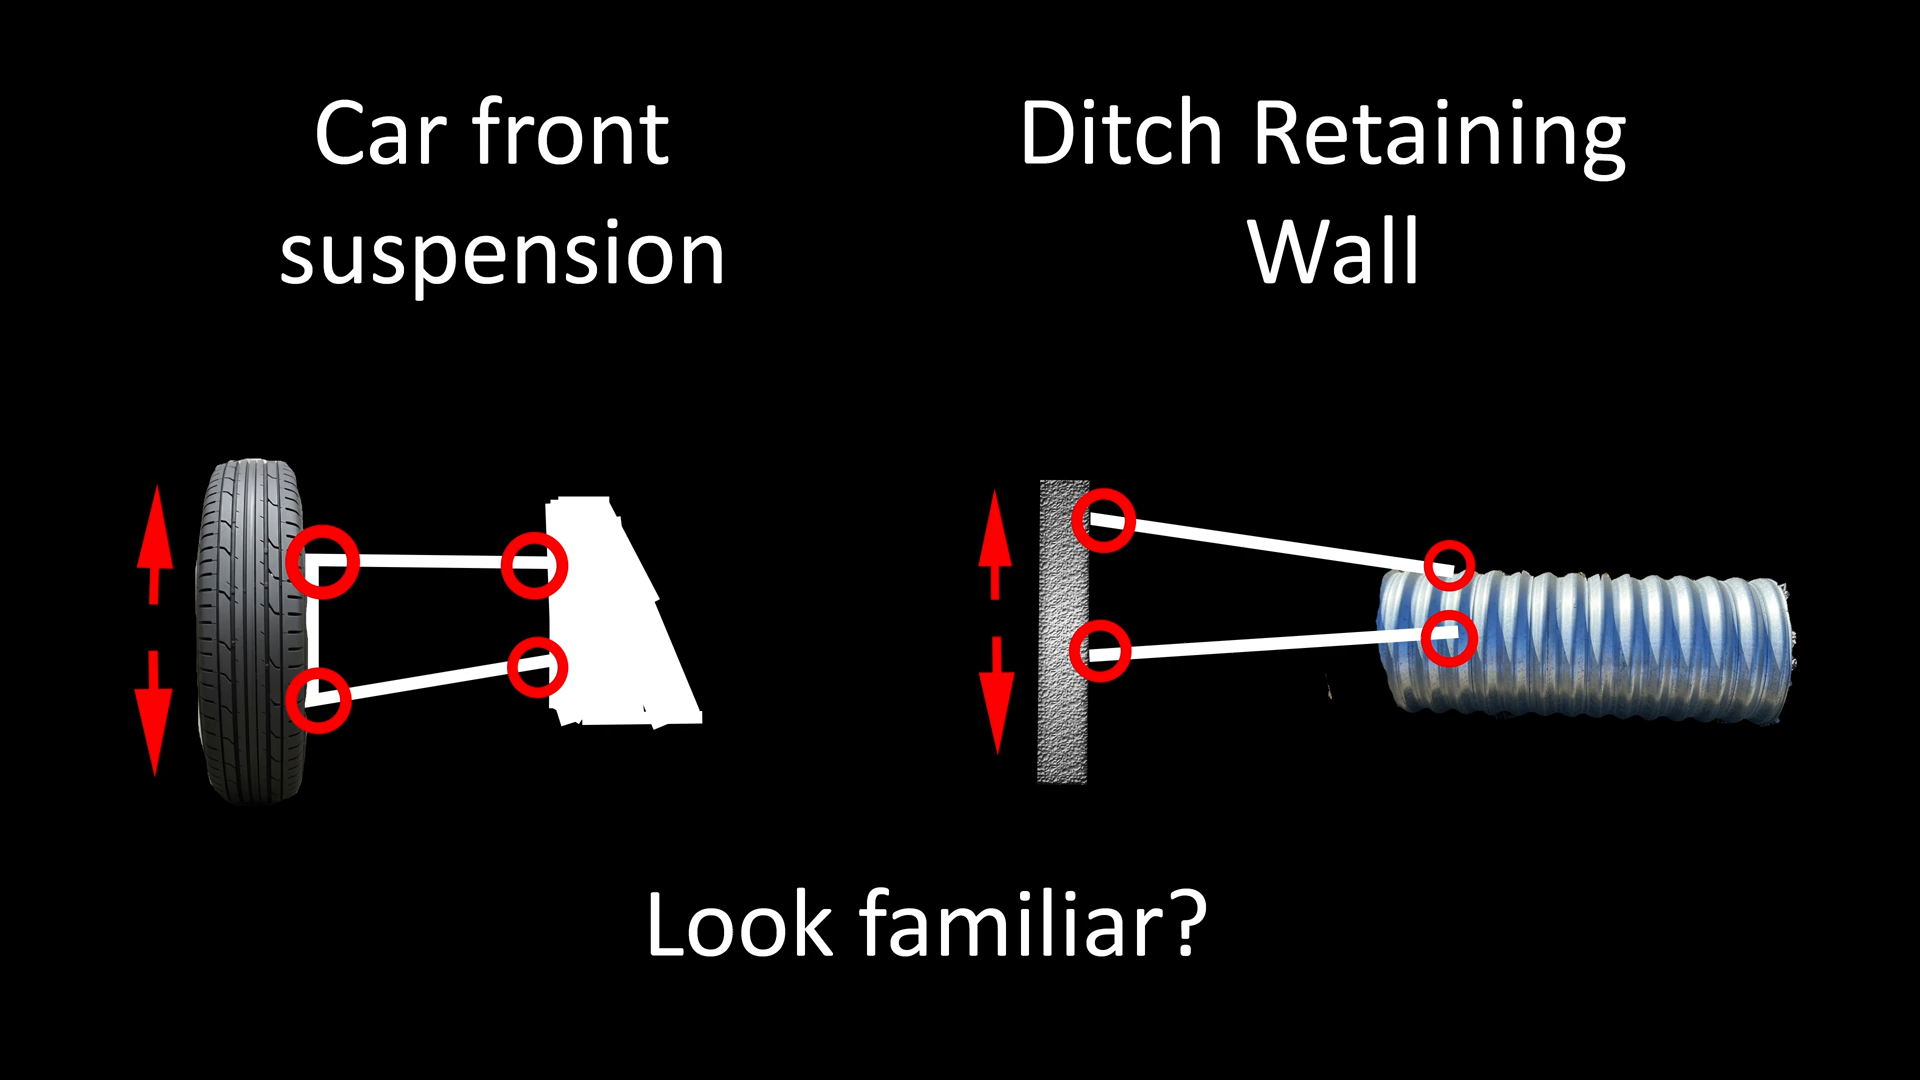 Car front
suspension
Ditch Retaining
Wall
Look familiar?